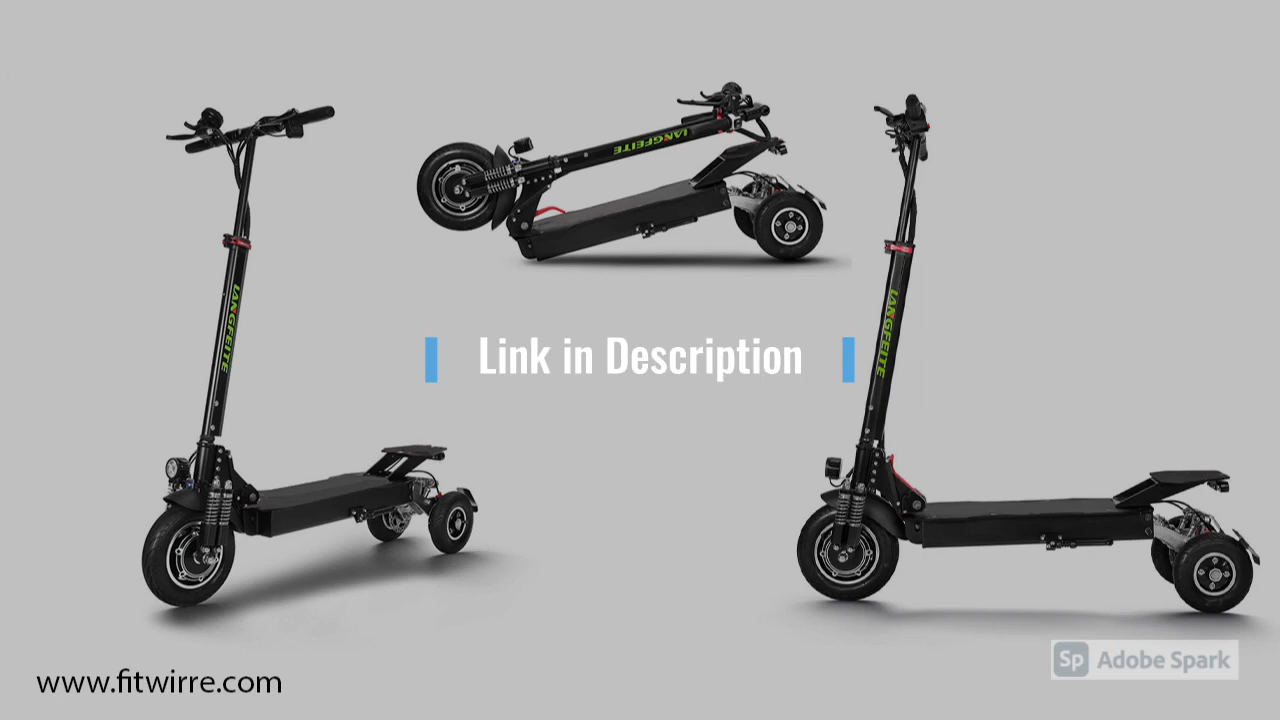 LANGFEITE
LANGFEITE
LANGFEITE
Link in Description
www.fitwirre.com
Sp Adobe Spark